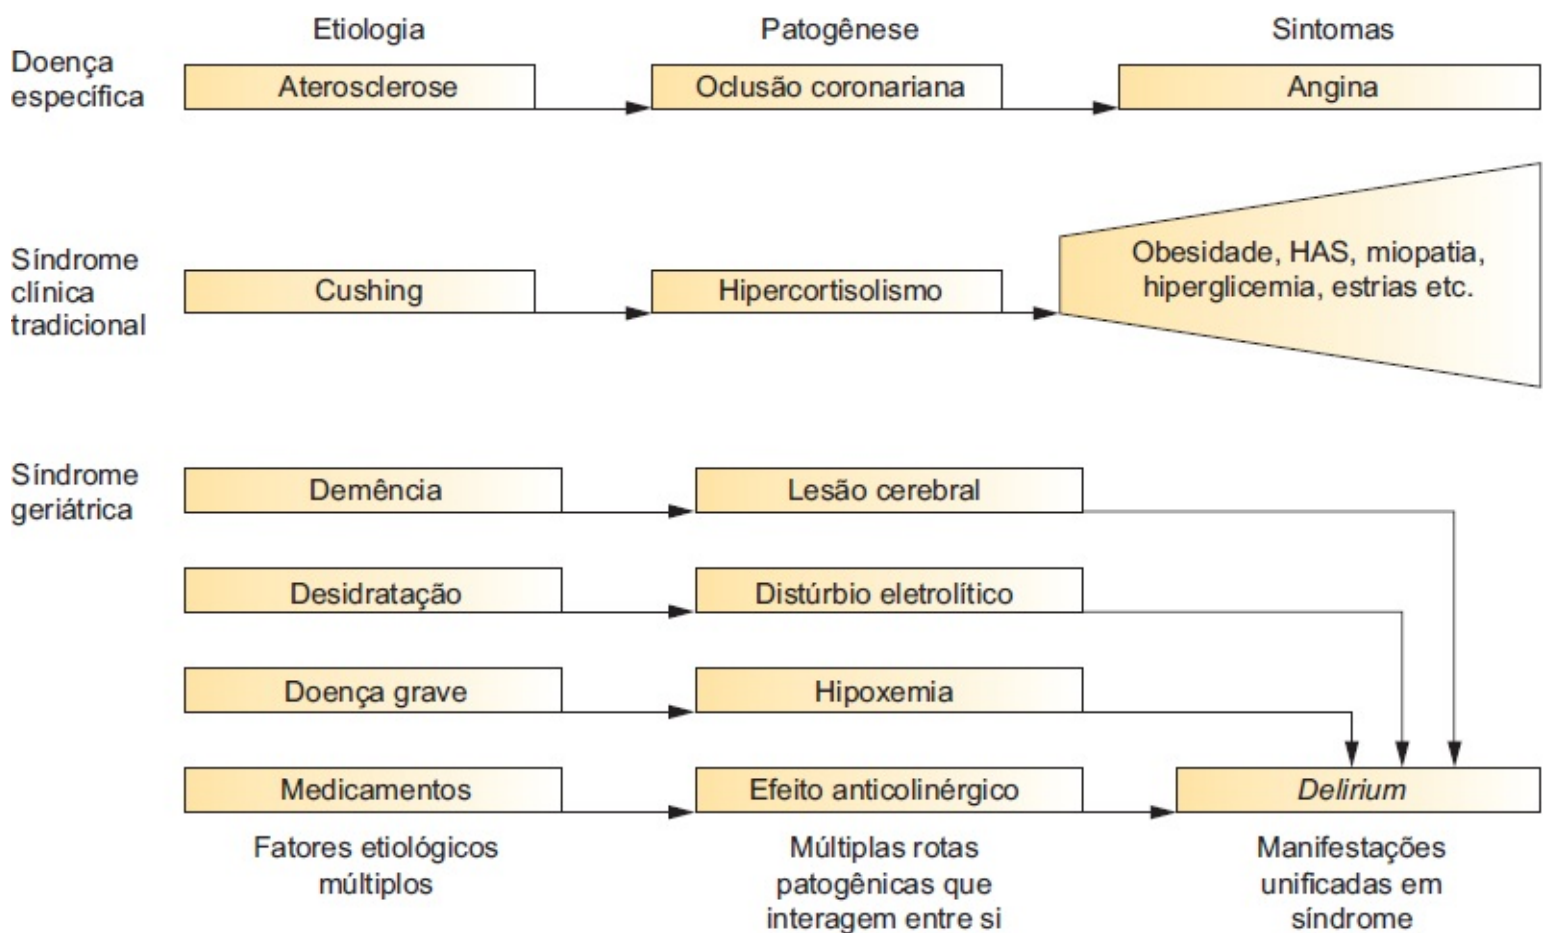 Etiologia
Patogênese
Sintomas
Doença
específica
Aterosclerose
Oclusão coronariana
Angina
Síndrome
clínica
tradicional
Cushing
Hipercortisolismo
Obesidade, HAS, miopatia,
hiperglicemia, estrias etc.
Síndrome
geriátrica
Demência
Lesão cerebral
Desidratação
Distúrbio eletrolítico
Doença grave
Hipoxemia
Medicamentos
Efeito anticolinérgico
Delirium
Fatores etiológicos
múltiplos
Múltiplas rotas
patogênicas que
interagem entre si
Manifestações
unificadas em
síndrome